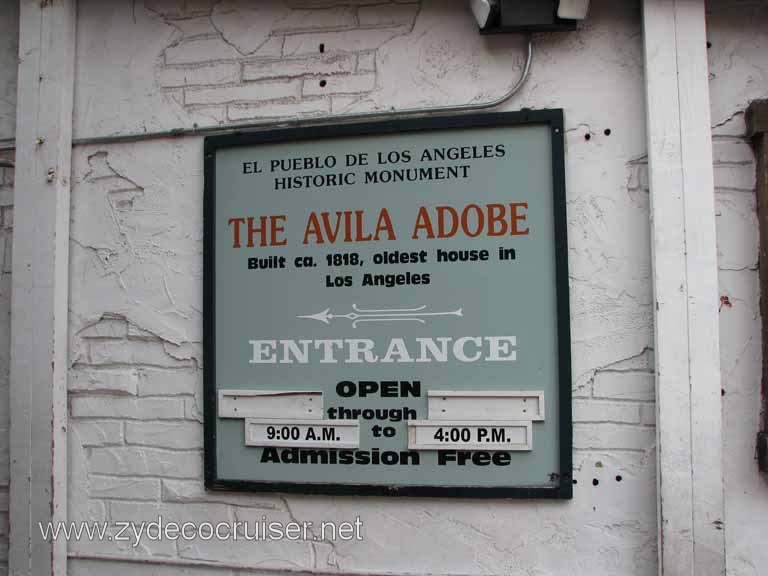 EL PUEBLO DE LOS ANGELES
HISTORIC MONUMENT
THE AVILA ADOBE
Built ca. 1818, oldest house in
Los Angeles
ENTRANCE
OPEN
through
9:00 A.M. to 4:00 P.M.
Admission Free
www.zydecocruiser.net